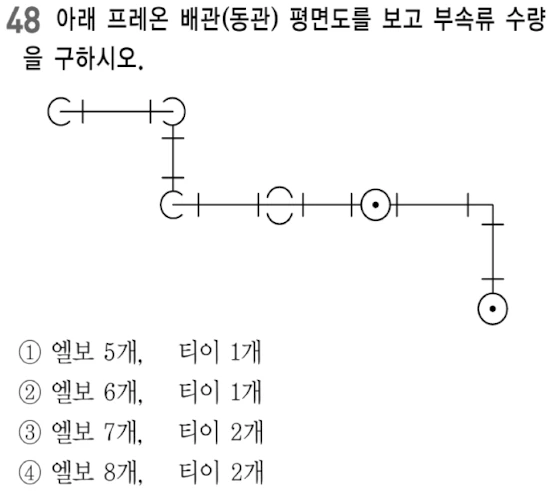 48 아래 프레온 배관(동관) 평면도를 보고 부속류 수량
을 구하시오.
① 엘보 5개, 티이 1개
② 엘보 6개, 티이 1개
③ 엘보 7개, 티이 2개
④ 엘보 8개, 티이 2개